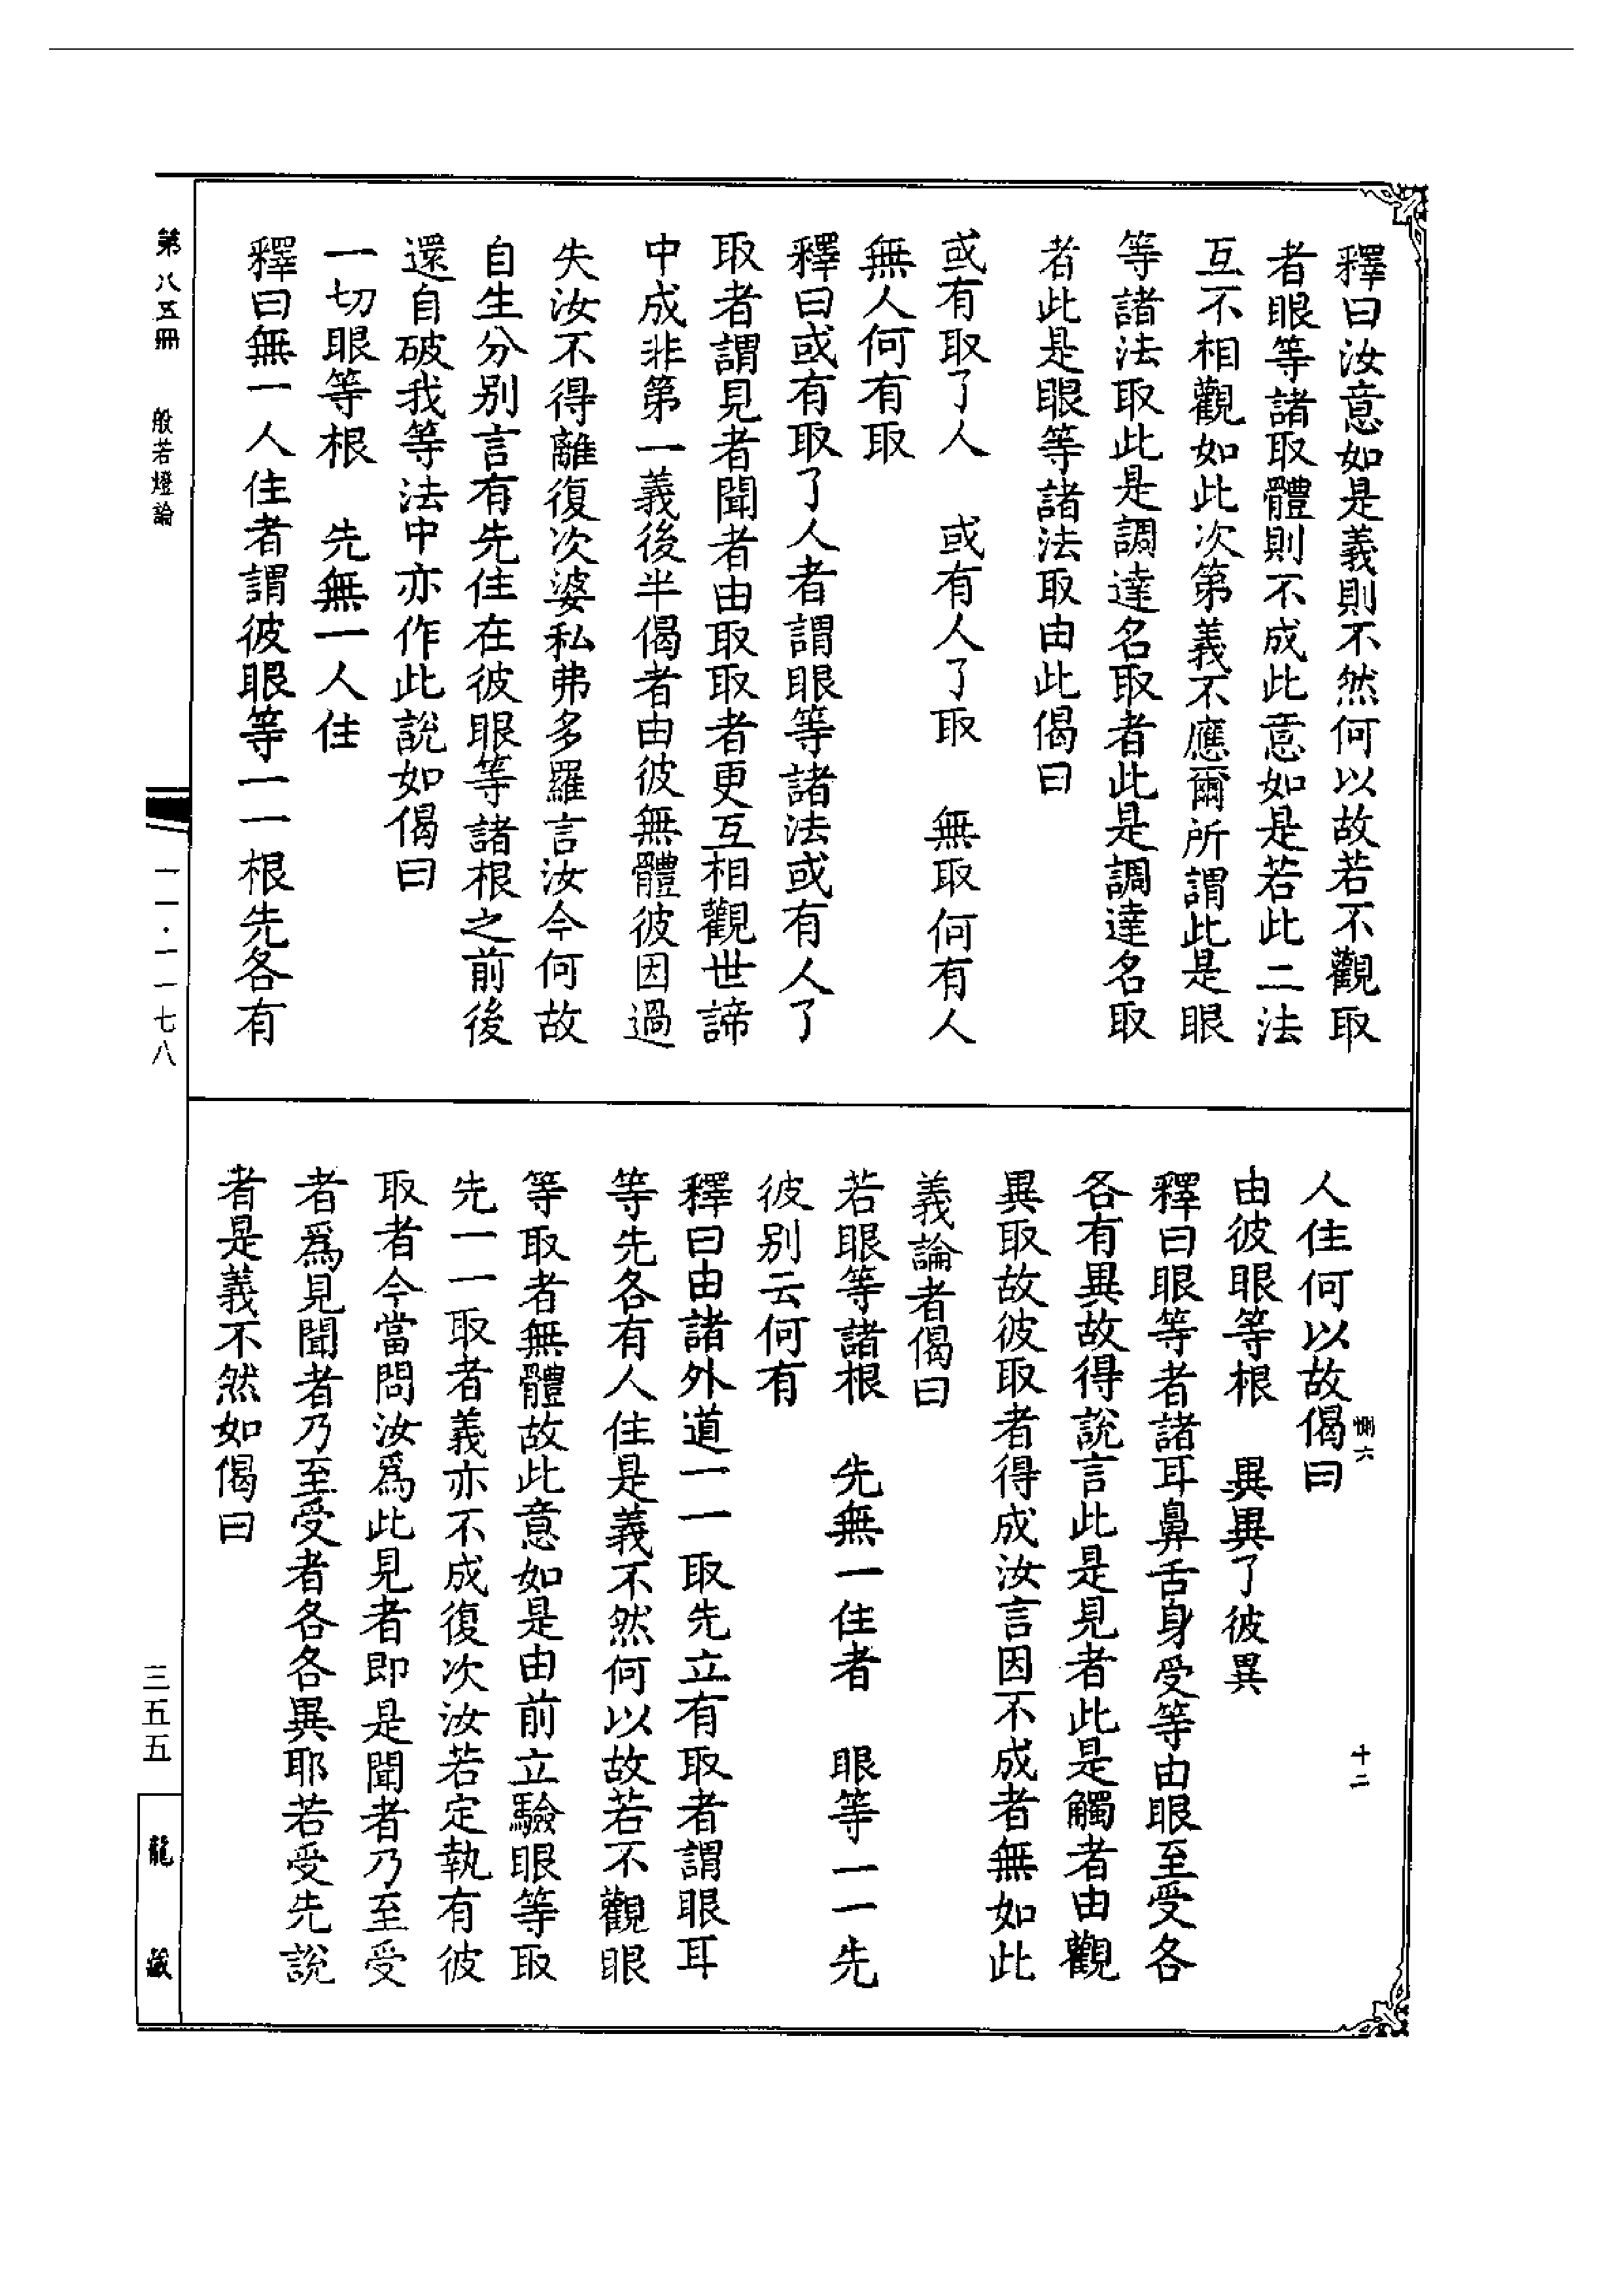 釋曰汝意如是義則不然何以故若不觀取
者眼等諸取體則不成此意如是若此二法
互不相觀如此次第義不應爾所謂此是眼
等諸法取此是調達名取者此是調達名取
者此是眼等諸法取由此偈曰
或有取了人　或有人了取　無取何有人
無人何有取
釋曰或有取了人者謂眼等諸法或有人了
取者謂見者聞者由取取者更互相觀世諦
中成非第一義後半偈者由彼無體彼因過
失汝不得離復次婆私弗多羅言汝今何故
自生分别言有先住在彼眼等諸根之前後
還自破我等法中亦作此説如偈曰
一切眼等根　先無一人住
釋曰無一人住者謂彼眼等一一根先各有
人住何以故偈曰
由彼眼等根　異異了彼異
釋曰眼等者諸耳鼻舌身受等由眼至受各
各有異故得説言此是見者此是觸者由觀
異取故彼取者得成汝言因不成者無如此
義論者偈曰
若眼等諸根　先無一住者　眼等一一先
彼别云何有
釋曰由諸外道一一取先立有取者謂眼耳
等先各有人住是義不然何以故若不觀眼
等取者無體故此意如是由前立驗眼等取
先一一取者義亦不成復次汝若定執有彼
取者今當問汝爲此見者即是聞者乃至受
者爲見聞者乃至受者各各異耶若受先説
者是義不然如偈曰
十二
第八五冊　般若燈論
一一·一一七八
三五五
龍藏